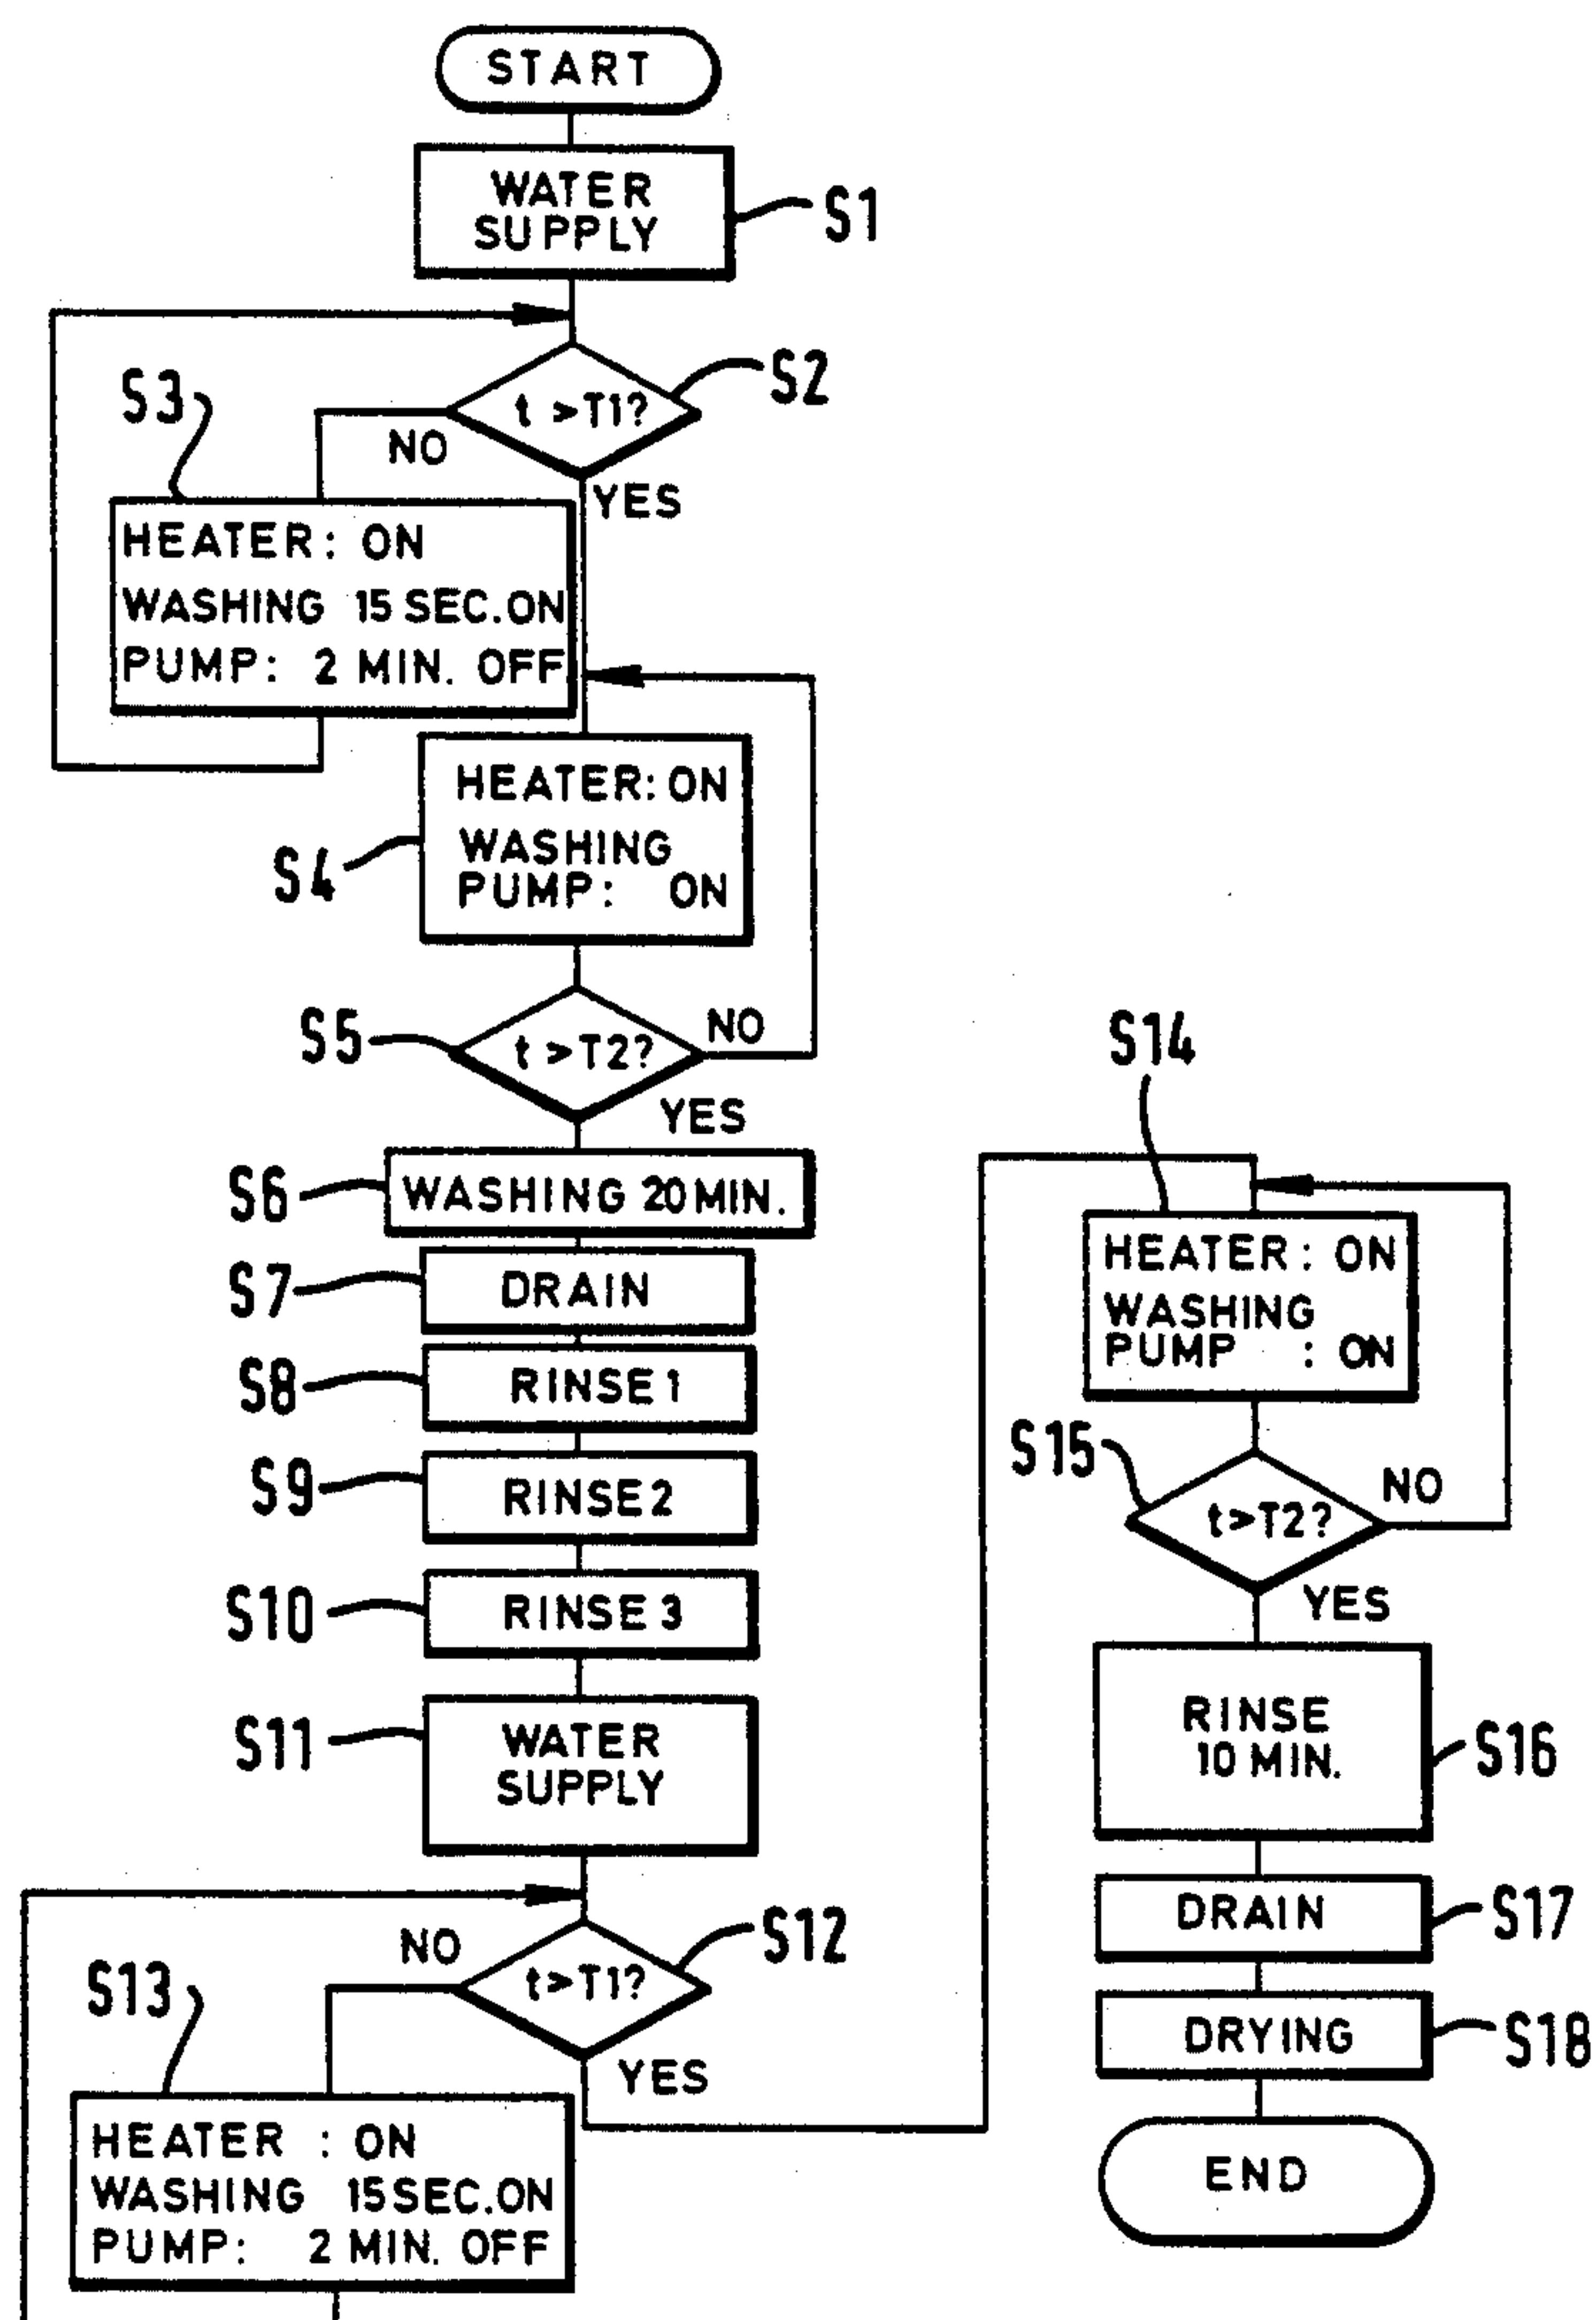 START
WATER
SUPPLY
S1
S2
t >T1?
S3
NO
YES
HEATER: ON
WASHING 15 SEC.ON
PUMP: 2 MIN. OFF
HEATER: ON
WASHING
PUMP: ON
S4
S5
t >T2?
NO
YES
S6
WASHING 20 MIN.
S7
DRAIN
S8
RINSE 1
S9
RINSE 2
S10
RINSE 3
S11
WATER
SUPPLY
NO
S12
t>T1?
S13
YES
HEATER : ON
WASHING 15 SEC.ON
PUMP: 2 MIN. OFF
S14
HEATER : ON
WASHING
PUMP : ON
S15
NO
t>T2?
YES
RINSE
10 MIN.
S16
DRAIN
S17
DRYING
S18
END